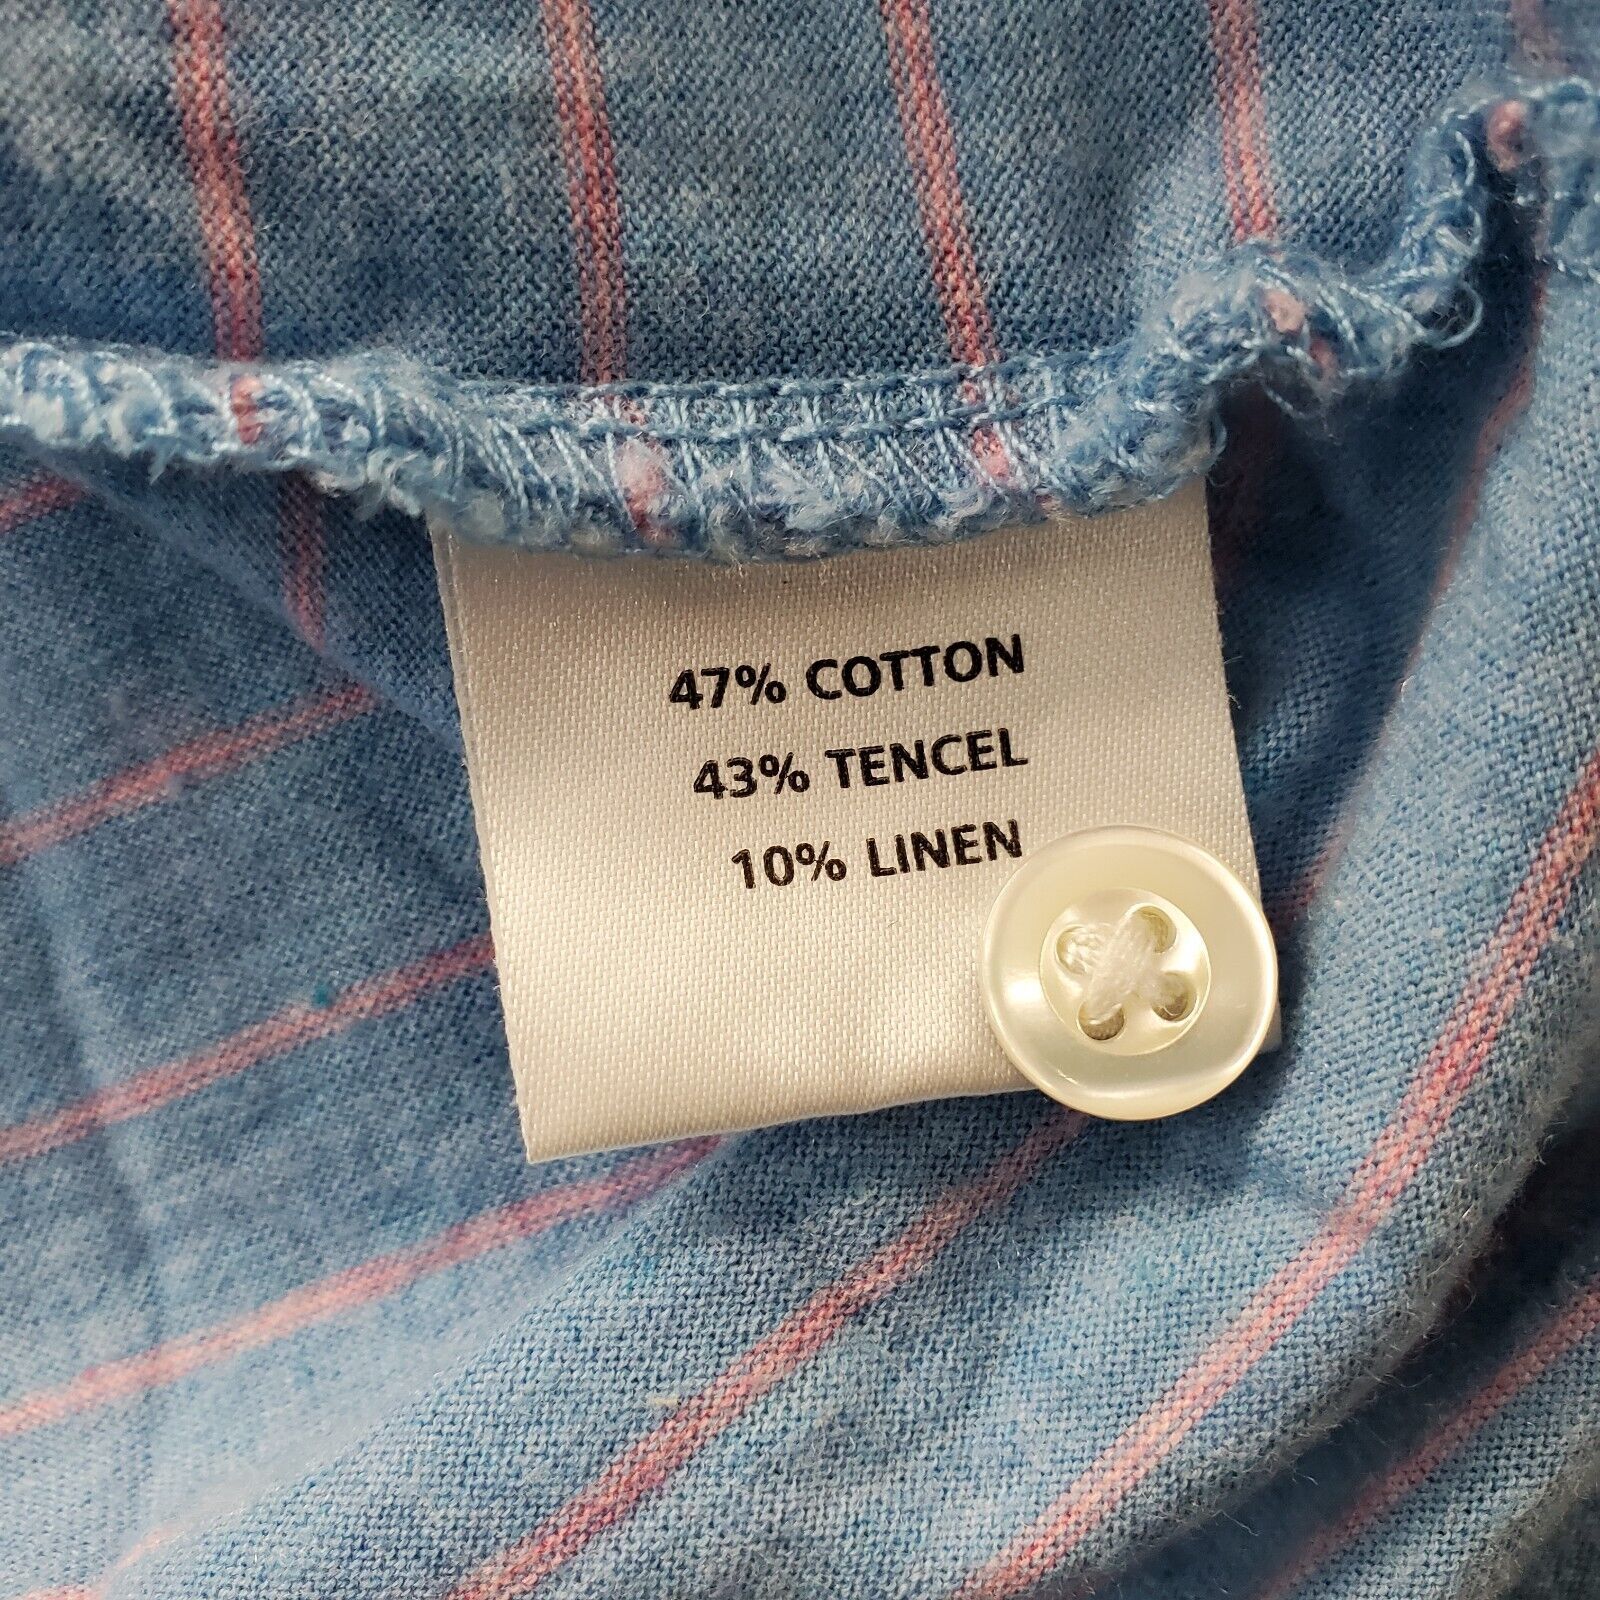 47% COTTON
43% TENCEL
10% LINEN